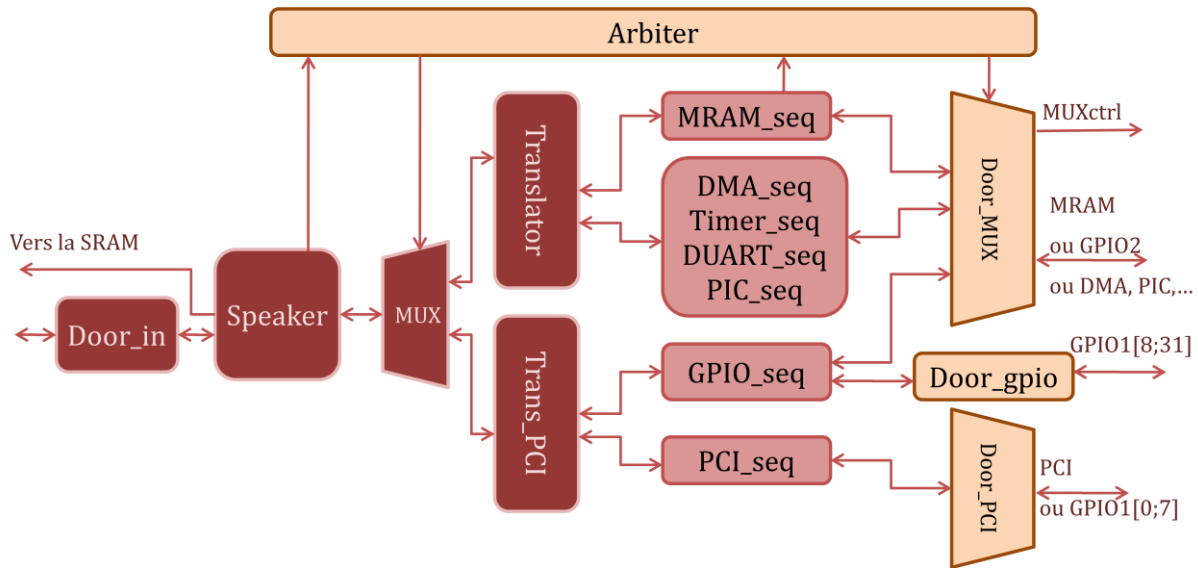 Arbiter
MRAM_seq
MUXctrl
Translator
DMA_seq
Timer_seq
DUART_seq
PIC_seq
Door_MUX
MRAM
ou GPIO2
ou DMA, PIC,...
Vers la SRAM
Door_in
Speaker
MUX
Trans_PCI
GPIO_seq
Door_gpio
GPIO1[8;31]
PCI_seq
Door_PCI
PCI
ou GPIO1[0;7]